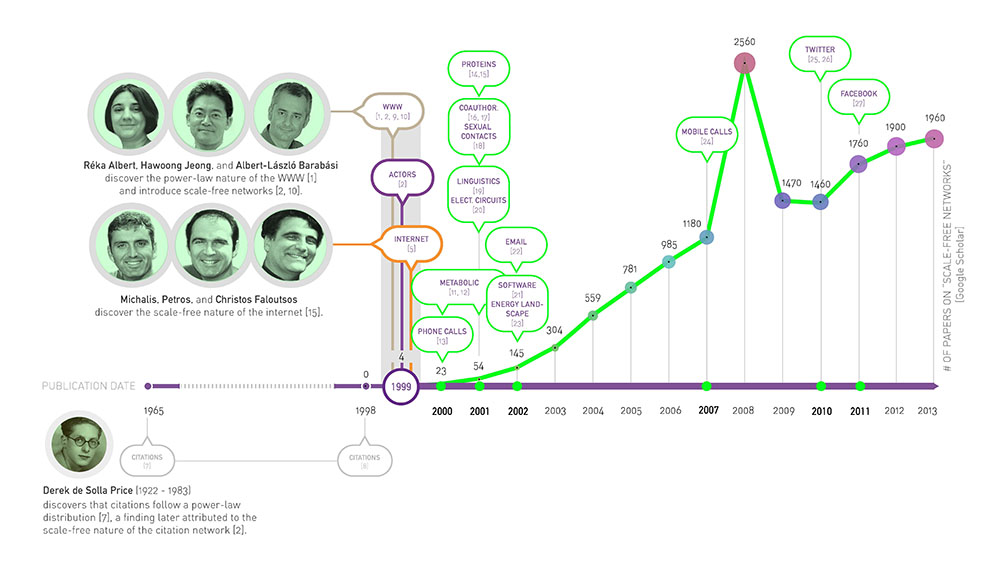 2560
TWITTER
[25, 26]
PROTEINS
[14,15]
FACEBOOK
[27]
WWW
[1, 2, 9, 10]
COAUTHOR.
[16, 17]
SEXUAL
CONTACTS
[18]
MOBILE CALLS
[24]
1760
1900
1960
Réka Albert, Hawoong Jeong, and Albert-László Barabási
discover the power-law nature of the WWW [1]
and introduce scale-free networks [2, 10].
ACTORS
[2]
LINGUISTICS
[19]
ELECT. CIRCUITS
[20]
1470
1460
1180
INTERNET
[5]
EMAIL
[22]
985
781
559
304
145
54
23
4
0
METABOLIC
[11, 12]
SOFTWARE
[21]
ENERGY LAND-
SCAPE
[23]
PHONE CALLS
[13]
Michalis, Petros, and Christos Faloutsos
discover the scale-free nature of the internet [15].
# OF PAPERS ON "SCALE-FREE NETWORKS"
[Google Scholar]
PUBLICATION DATE
1965
1998
1999
2000
2001
2002
2003
2004
2005
2006
2007
2008
2009
2010
2011
2012
2013
CITATIONS
[7]
CITATIONS
[8]
Derek de Solla Price (1922 - 1983)
discovers that citations follow a power-law
distribution [7], a finding later attributed to the
scale-free nature of the citation network [2].